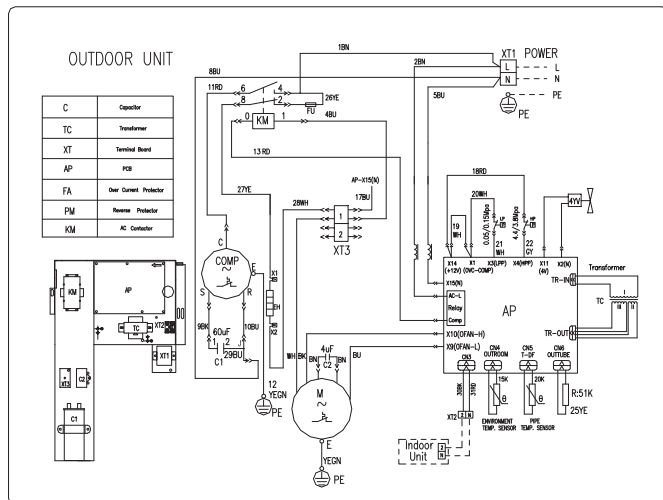 OUTDOOR UNIT
C Capacitor
TC Transformer
XT Terminal Board
AP PCB
FA Over Current Protector
PM Reverse Protector
KM AC Contactor
1BN
XT1 POWER
2BN
L
L
N
N
PE
PE
8BU
11RD
6
4
26YE
8
2
FU
5BU
0
KM
1
4BU
13 RD
AP-X15(N)
18RD
27YE
17BU
20WH
28WH
1
2
XT3
19
WH
0.05/0.15Mpa
21
WH
4.4/3.8Mpa
22
GY
4YV
C
COMP
~
E
S
R
X1
EH
X2
X14
(+12V)
X1
(OVC-COMP)
X3(LPP)
X4(HPP)
X11
(4V)
X2(N)
X15(N)
AC-L
Relay
Comp
AP
TR-IN
Transformer
TC
TR-OUT
X10(OFAN-H)
X9(OFAN-L)
9BK
60uF
10BU
1
2
C1
29BU
WH
BK
4uF
BN
C2
BN
BU
12
YEGN
PE
M
~
E
YEGN
PE
CN3
CN4
OUTROOM
CN5
T-DF
CN6
OUTTUBE
30BK
31RD
15K
θ
20K
θ
R:51K
25YE
XT2
2
N
ENVIRONMENT
TEMP. SENSOR
PIPE
TEMP. SENSOR
Indoor
Unit
2
N
KM
AP
TC
XT2
XT1
XT3
C2
C1